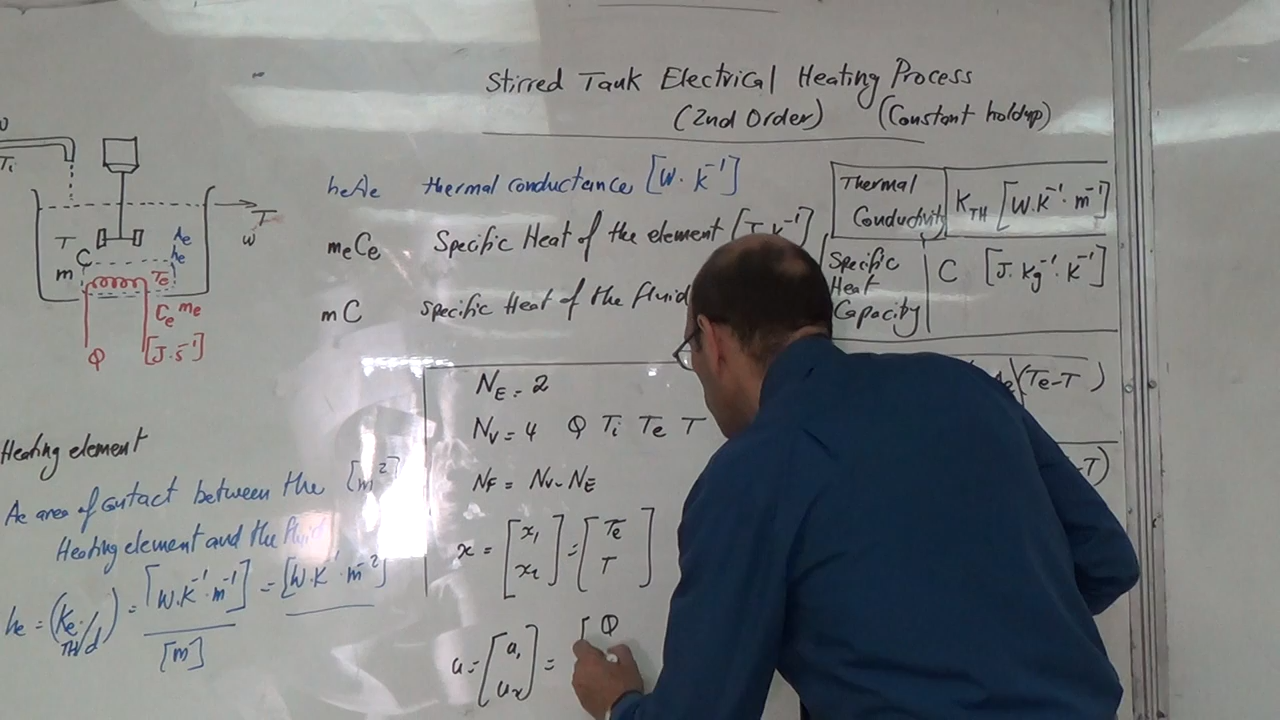 Stirred Tank Electrical Heating Process
(2nd Order) (Constant holdup)
heAe thermal conductance [W.K⁻¹]
meCe Specific Heat of the element [J.K⁻¹]
mC specific Heat of the fluid
Thermal Conductivity K_TH [W.K⁻¹.m⁻¹]
Specific Heat Capacity C [J.Kg⁻¹.K⁻¹]
Ti
T
w
T
C
m
Ae
he
Te
Ce me
Q [J.s⁻¹]
Heating element
Ae area of contact between the [m²]
Heating element and the fluid
he = (Ke_TH/d) = [W.K⁻¹.m⁻¹]/[m] = [W.K⁻¹.m⁻²]
N_E = 2
N_V = 4 Q Ti Te T
N_F = N_V - N_E
x = [x₁ x₂] = [Te T]
u = [u₁ u₂] = [Q
(Te-T)
-T)